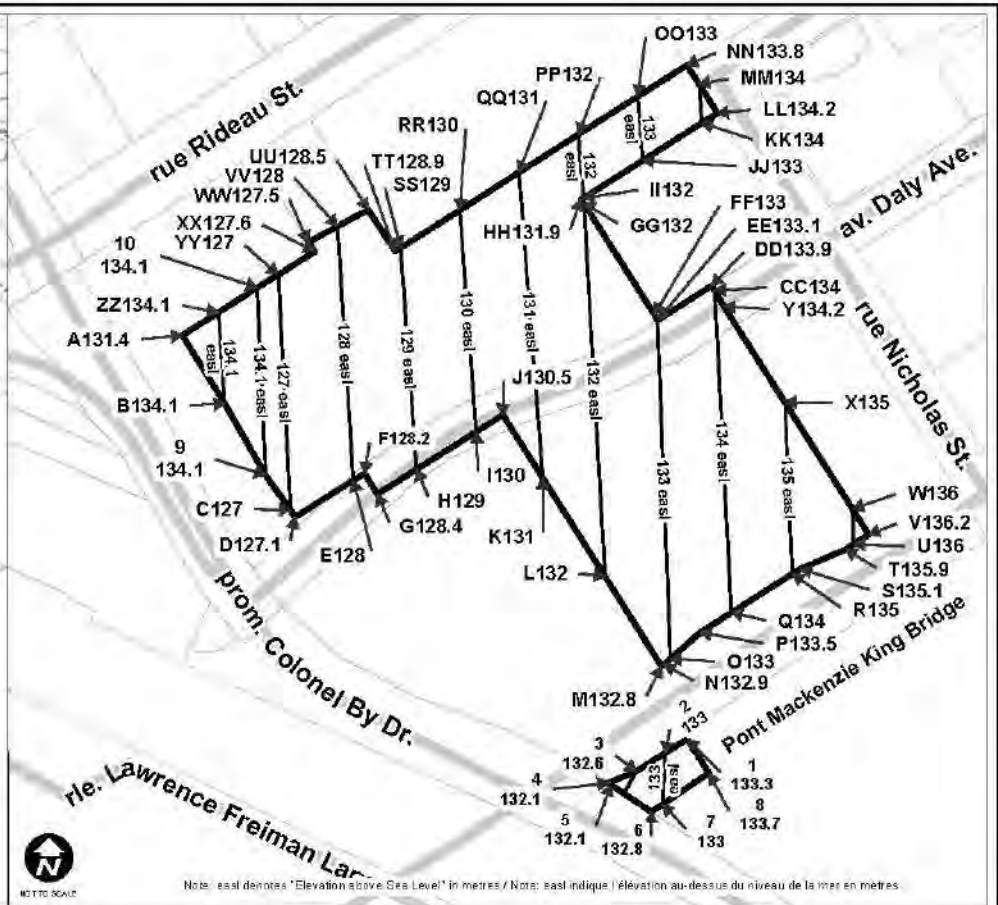 OO133
NN133.8
PP132
MM134
QQ131
LL134.2
RR130
KK134
rue Rideau St.
UU128.5
TT128.9
VV128
SS129
JJ133
WW127.5
II132
XX127.6
YY127
GG132
HH131.9
FF133
EE133.1
DD133.9
av. Daly Ave.
10
134.1
CC134
Y134.2
ZZ134.1
A131.4
134.1
easl
134.1 easl
127 easl
128 easl
129 easl
130 easl
131 easl
132
easl
132 easl
133
easl
133 easl
134 easl
135 easl
rue Nicholas St.
B134.1
J130.5
X135
9
134.1
F128.2
I130
C127
H129
D127.1
G128.4
K131
E128
L132
W136
V136.2
U136
T135.9
S135.1
R135
Q134
P133.5
O133
N132.9
M132.8
prom. Colonel By Dr.
Pont Mackenzie King Bridge
2
133
3
132.6
1
133.3
4
132.1
133
easl
8
133.7
5
132.1
6
132.8
7
133
rle. Lawrence Freiman Lan
N
NOT TO SCALE
Note: easl denotes "Elevation above Sea Level" in metres / Nota: easl indique l'élévation au-dessus du niveau de la mer en metres